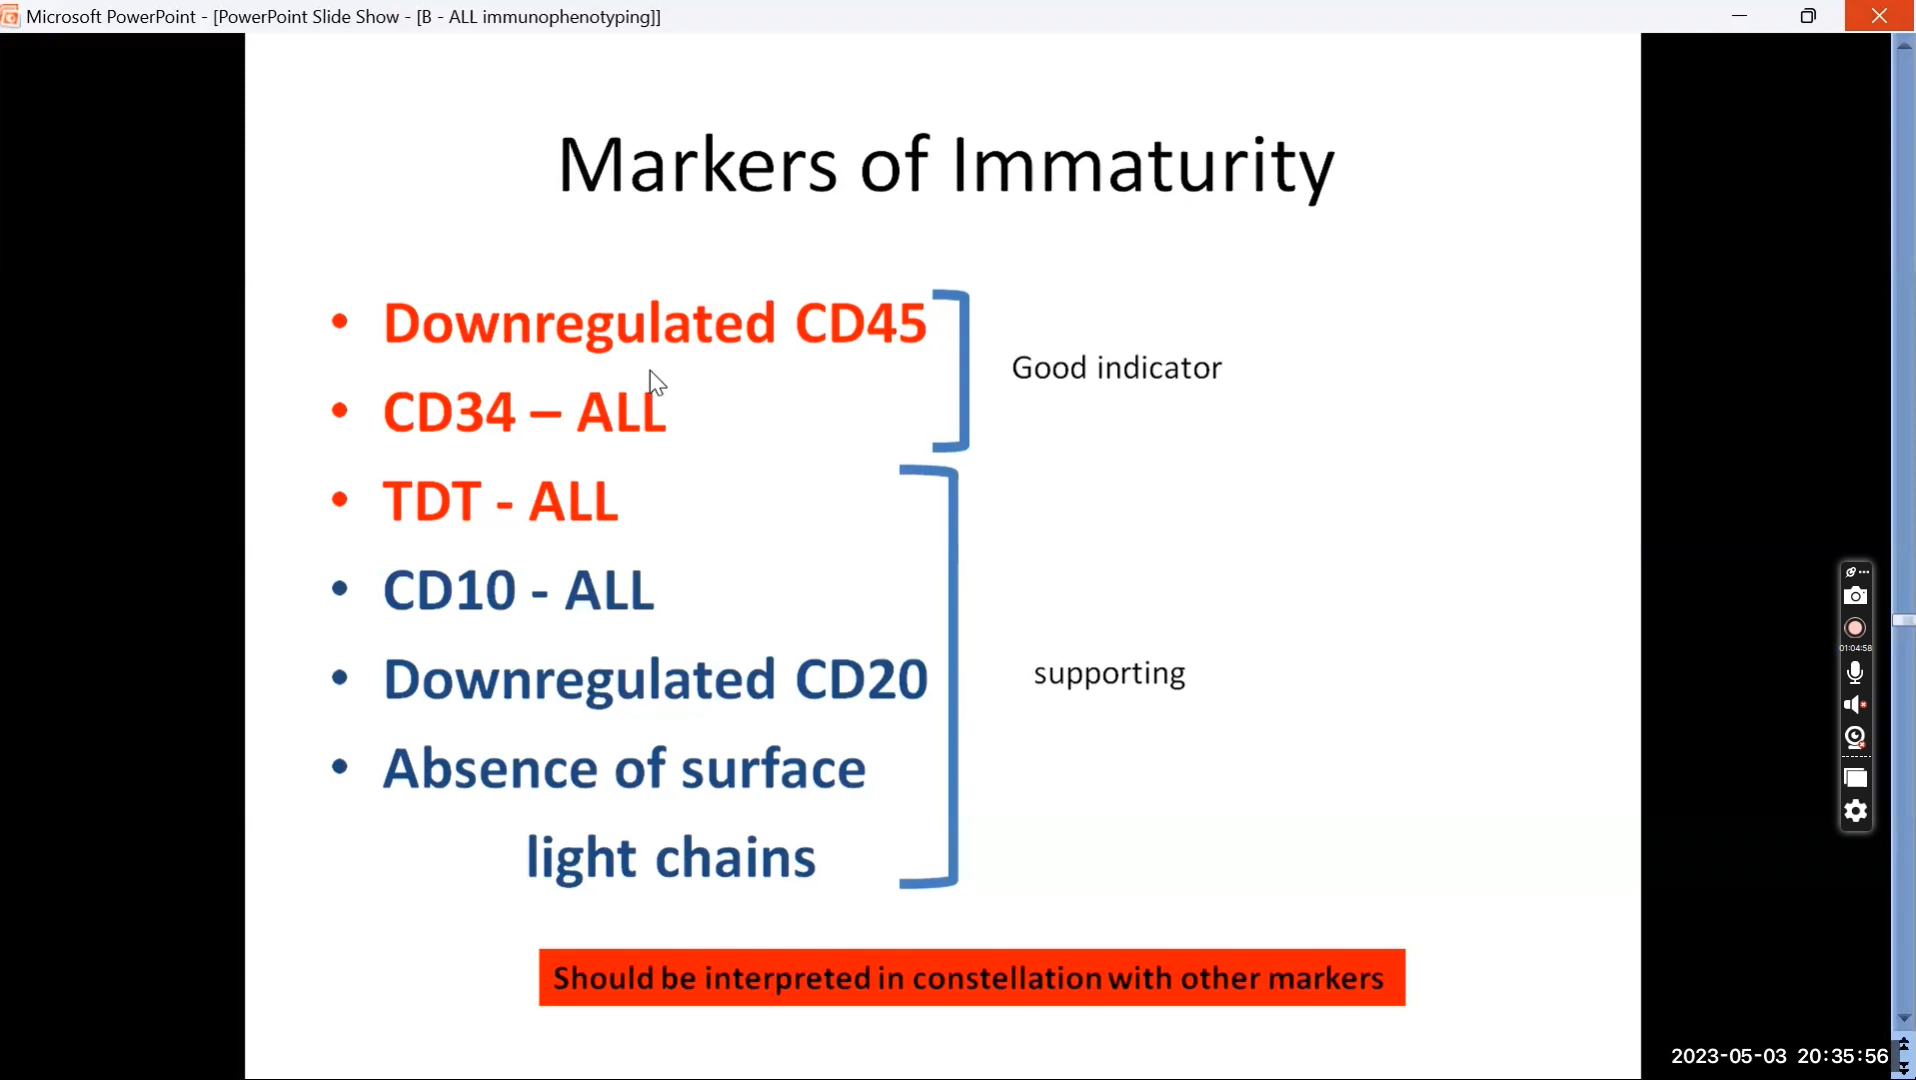 Microsoft PowerPoint - [PowerPoint Slide Show - [B - ALL immunophenotyping]]
Markers of Immaturity
• Downregulated CD45
• CD34 – ALL
Good indicator
• TDT - ALL
• CD10 - ALL
• Downregulated CD20
• Absence of surface
light chains
supporting
Should be interpreted in constellation with other markers
01:04:58
2023-05-03 20:35:56